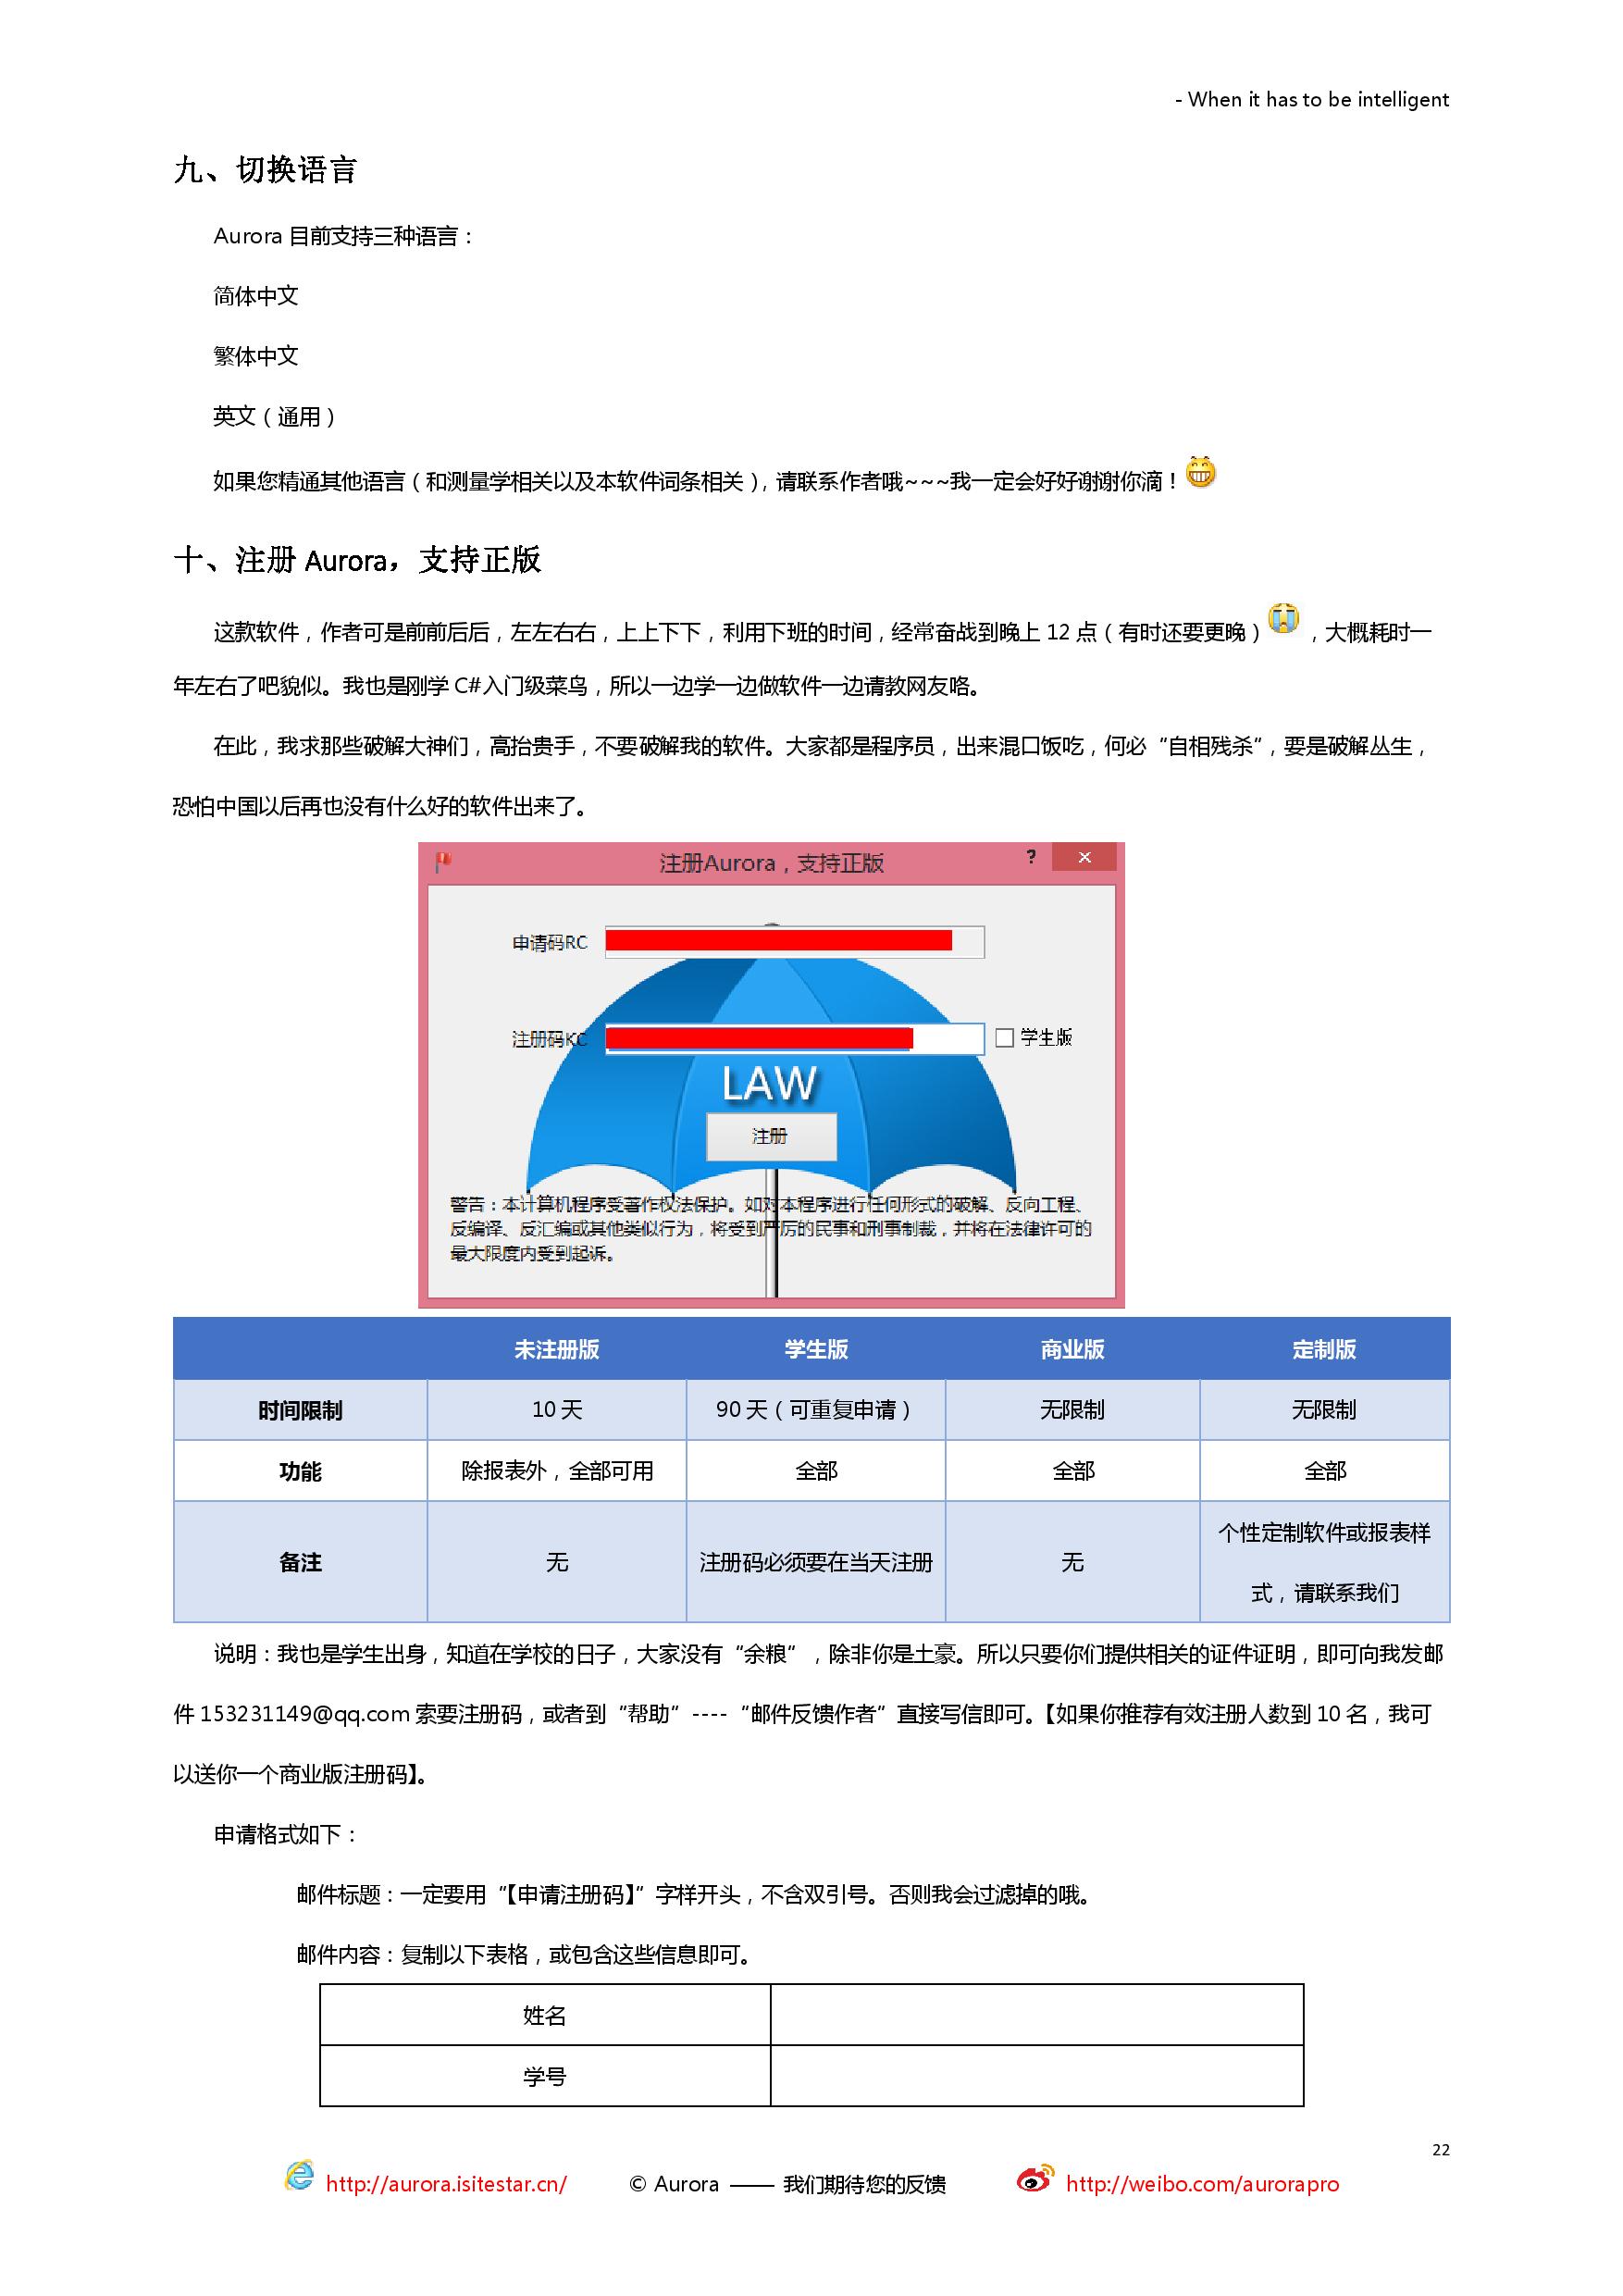 - When it has to be intelligent
九、切换语言
Aurora 目前支持三种语言：
简体中文
繁体中文
英文（通用）
如果您精通其他语言（和测量学相关以及本软件词条相关），请联系作者哦~~~我一定会好好谢谢你滴！
十、注册 Aurora，支持正版
这款软件，作者可是前前后后，左左右右，上上下下，利用下班的时间，经常奋战到晚上 12 点（有时还要更晚），大概耗时一
年左右了吧貌似。我也是刚学 C#入门级菜鸟，所以一边学一边做软件一边请教网友咯。
在此，我求那些破解大神们，高抬贵手，不要破解我的软件。大家都是程序员，出来混口饭吃，何必“自相残杀”，要是破解丛生，
恐怕中国以后再也没有什么好的软件出来了。
注册Aurora，支持正版
?
申请码RC
注册码KC
学生版
LAW
注册
警告：本计算机程序受著作权法保护。如对本程序进行任何形式的破解、反向工程、
反编译、反汇编或其他类似行为，将受到严厉的民事和刑事制裁，并将在法律许可的
最大限度内受到起诉。
未注册版 学生版 商业版 定制版
时间限制 10 天 90 天（可重复申请） 无限制 无限制
功能 除报表外，全部可用 全部 全部 全部
备注 无 注册码必须要在当天注册 无 个性定制软件或报表样
式，请联系我们
说明：我也是学生出身，知道在学校的日子，大家没有“余粮”，除非你是土豪。所以只要你们提供相关的证件证明，即可向我发邮
件 153231149@qq.com 索要注册码，或者到“帮助”----“邮件反馈作者”直接写信即可。【如果你推荐有效注册人数到 10 名，我可
以送你一个商业版注册码】。
申请格式如下：
邮件标题：一定要用“【申请注册码】”字样开头，不含双引号。否则我会过滤掉的哦。
邮件内容：复制以下表格，或包含这些信息即可。
姓名
学号
22
http://aurora.isitestar.cn/ © Aurora —— 我们期待您的反馈 http://weibo.com/aurorapro